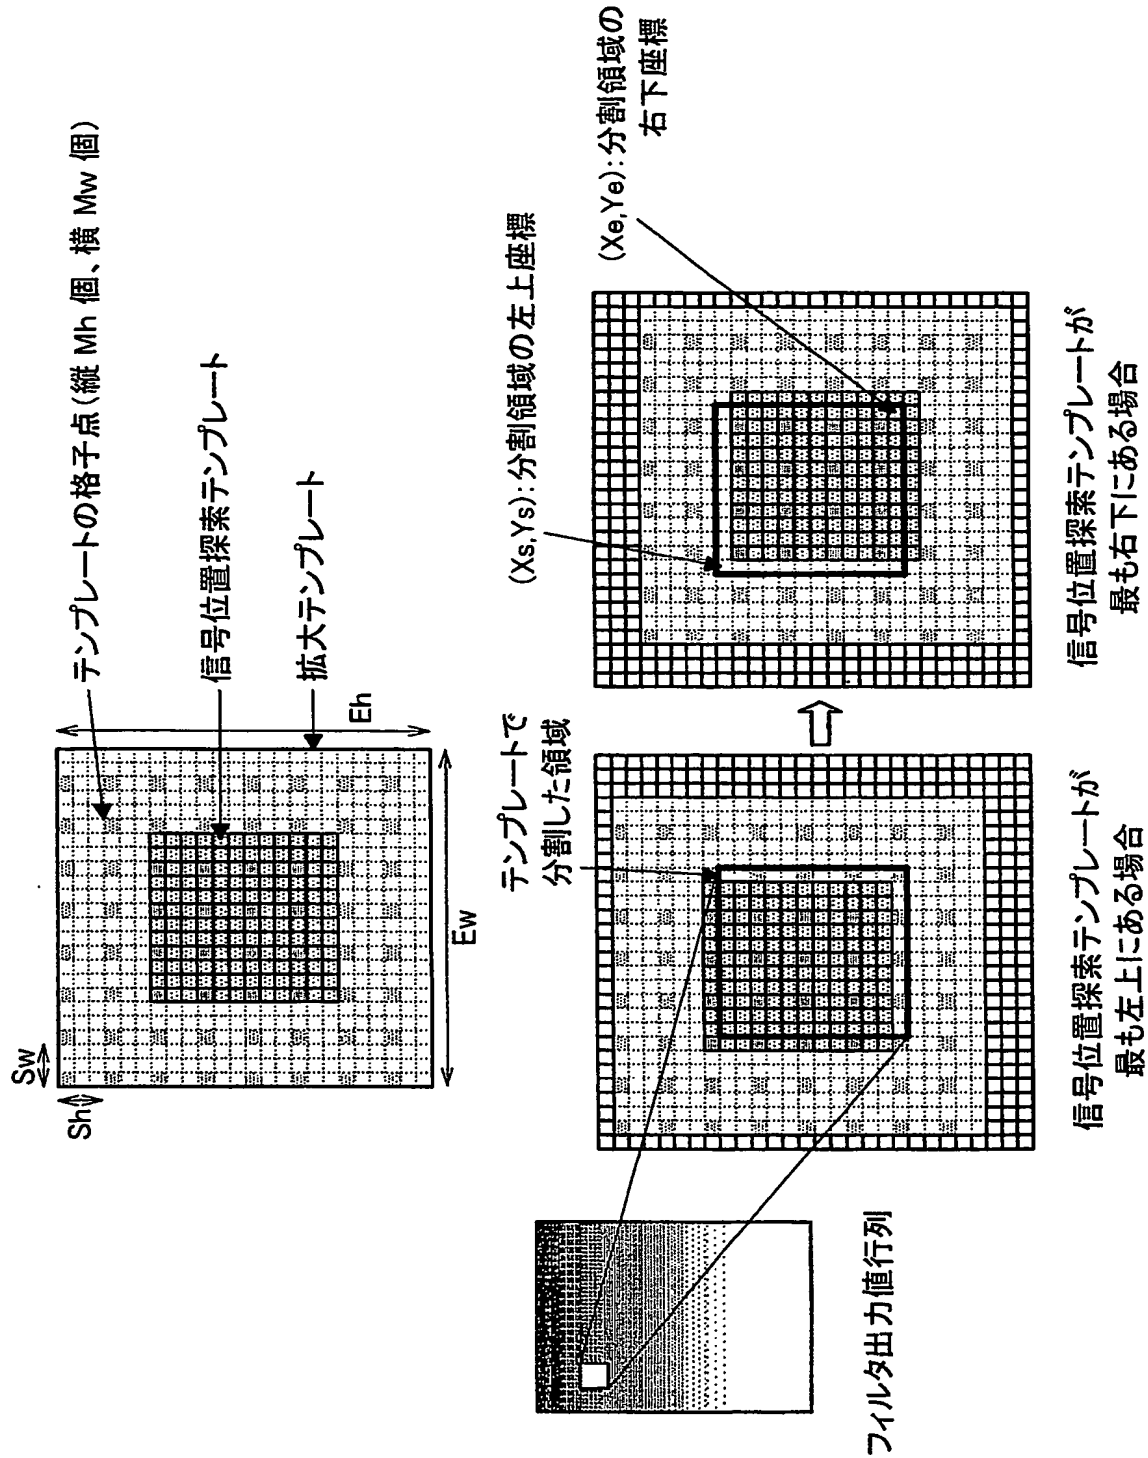 Sw
Sh
テンプレートの格子点(縦 Mh 個、横 Mw 個)
信号位置探索テンプレート
拡大テンプレート
Eh
Ew
フィルタ出力値行列
テンプレートで
分割した領域
信号位置探索テンプレートが
最も左上にある場合
(Xs,Ys):分割領域の左上座標
(Xe,Ye):分割領域の
右下座標
信号位置探索テンプレートが
最も右下にある場合